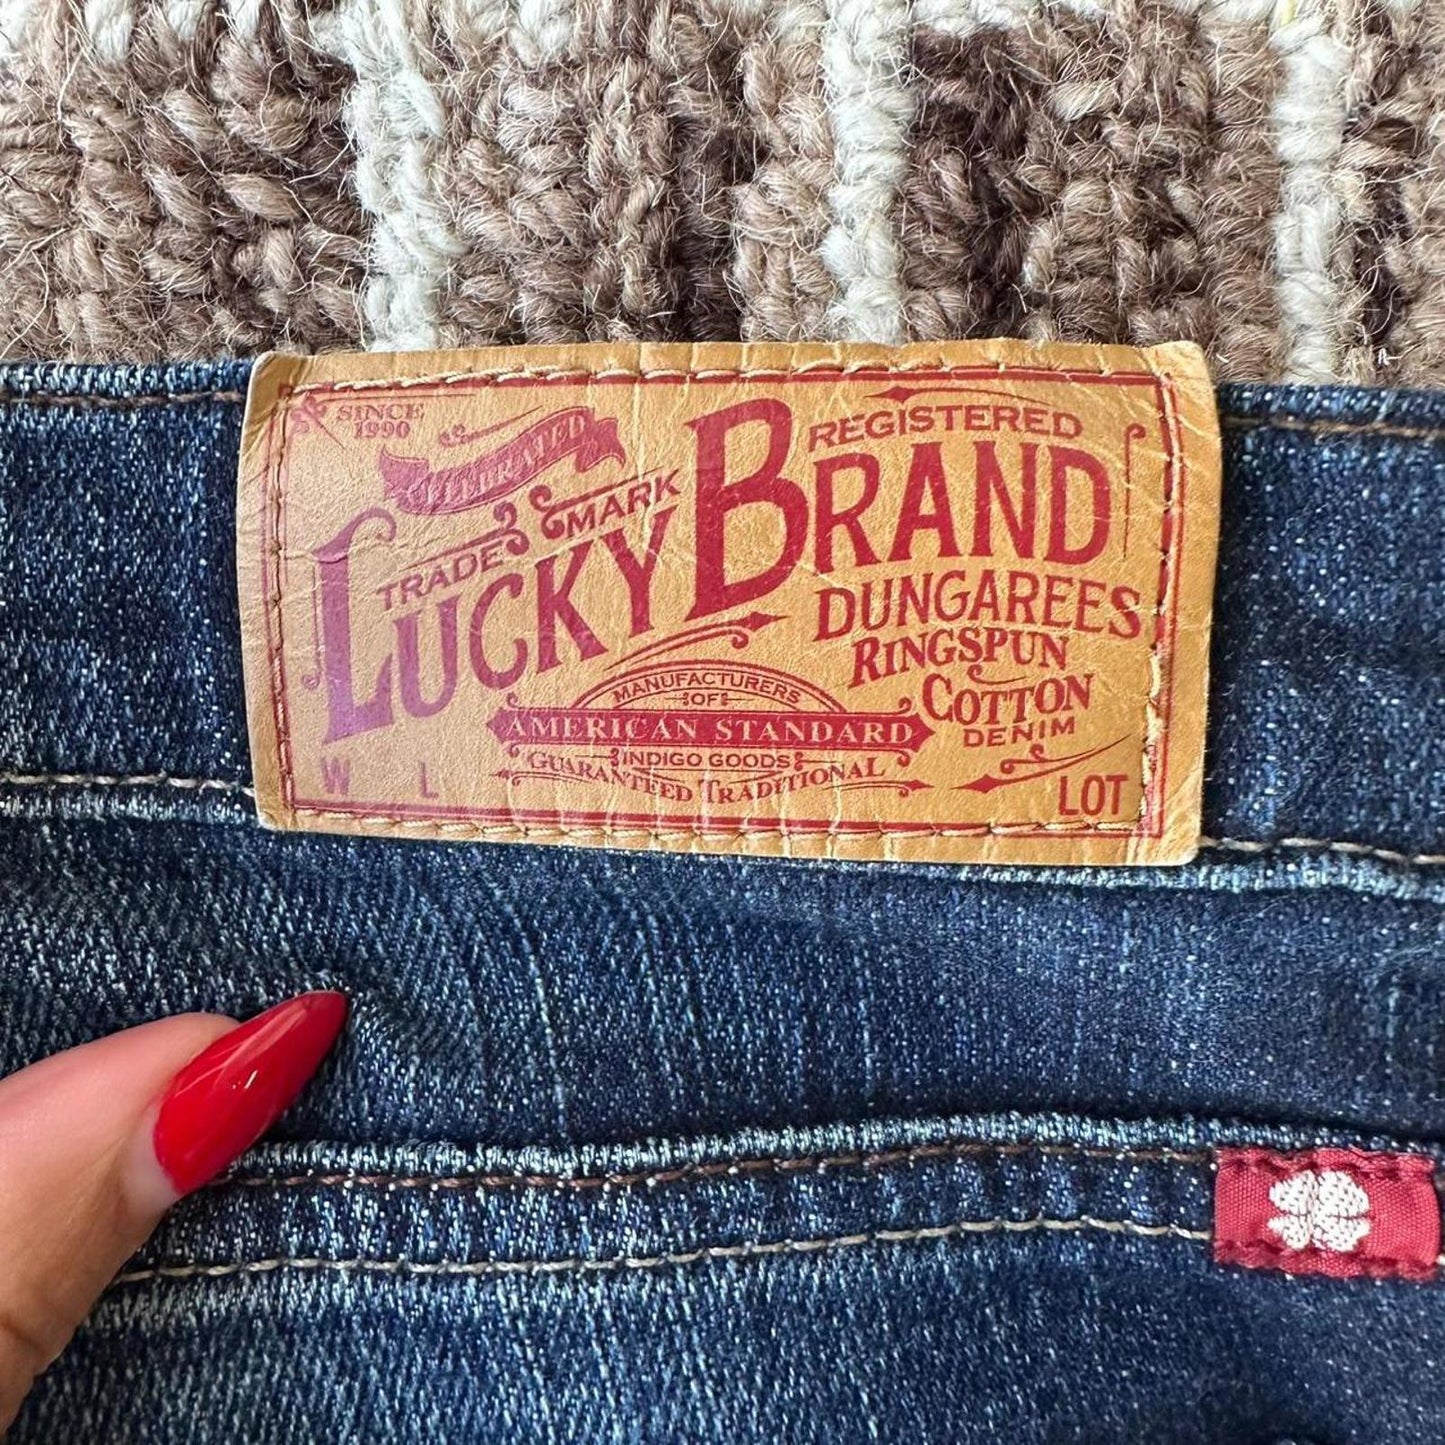 SINCE
1990
CELEBRATED
TRADE MARK
LUCKY BRAND
REGISTERED
DUNGAREES
RINGSPUN
COTTON
DENIM
MANUFACTURERS
OF
AMERICAN STANDARD
INDIGO GOODS
GUARANTEED TRADITIONAL
W L
LOT